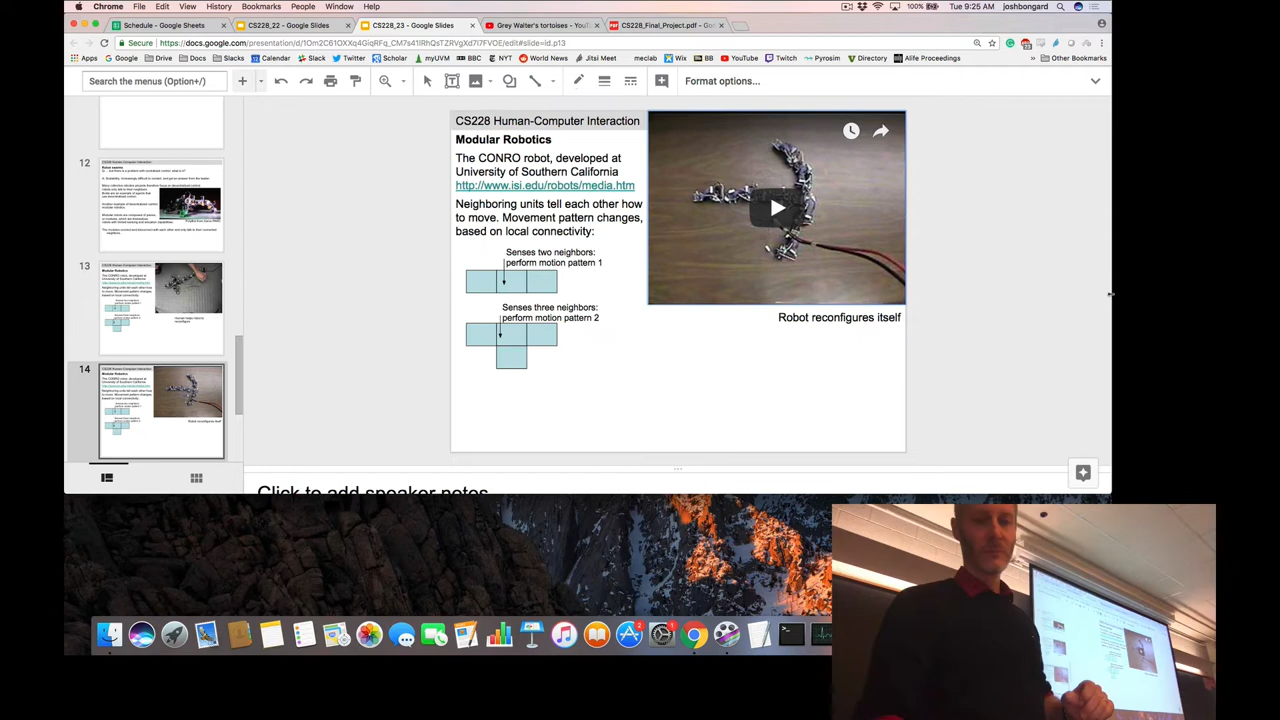 Chrome File Edit View History Bookmarks People Window Help
100% Tue 9:25 AM joshbongard
Schedule - Google Sheets
CS228_22 - Google Slides
CS228_23 - Google Slides
Grey Walter's tortoises - YouT
CS228_Final_Project.pdf - Goo
Secure
Apps Google Drive Docs Slacks Calendar Slack Twitter Scholar myUVM BBC NYT World News Jitsi Meet meclab Wix BB YouTube Twitch Pyrosim Directory Alife Proceedings Other Bookmarks
Search the menus (Option+/)
Format options...
12
13
14
CS228 Human-Computer Interaction
Modular Robotics
The CONRO robot, developed at
University of Southern California
http://www.isi.edu/robots/media.htm
Neighboring units tell each other how
to move. Movement pattern changes,
based on local connectivity:
Senses two neighbors:
perform motion pattern 1
Senses three neighbors:
perform motion pattern 2
Robot reconfigures itself
Click to add speaker notes